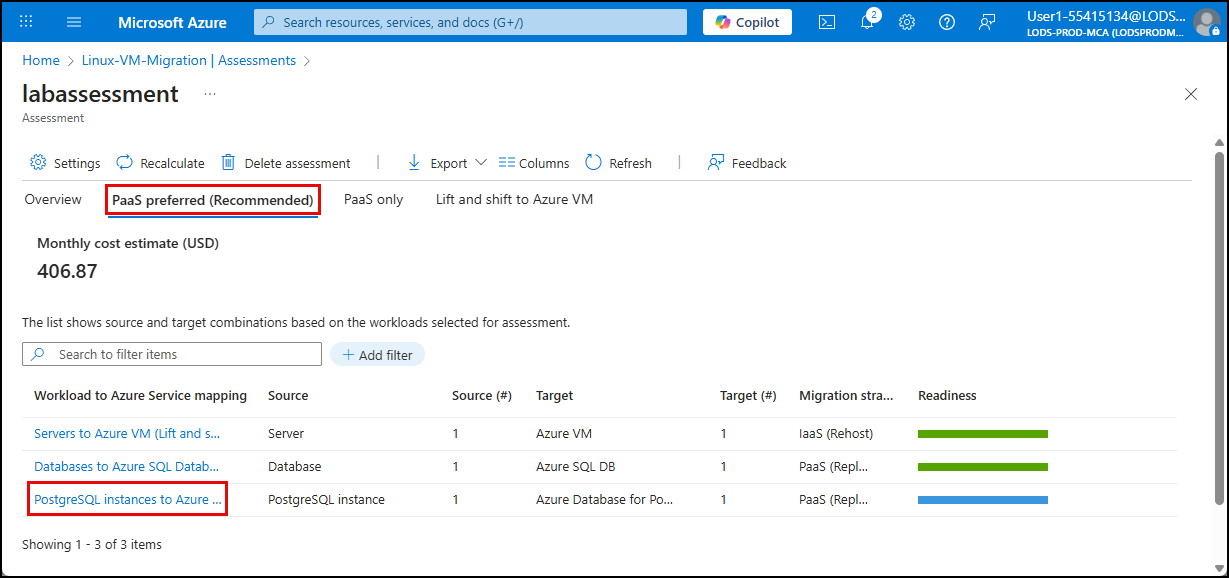 Microsoft Azure
Search resources, services, and docs (G+/)
Copilot
2
User1-55415134@LODS...
LODS-PROD-MCA (LODSPRODM...
Home > Linux-VM-Migration | Assessments >
labassessment ...
Assessment
Settings Recalculate Delete assessment | Export Columns Refresh | Feedback
Overview PaaS preferred (Recommended) PaaS only Lift and shift to Azure VM
Monthly cost estimate (USD)
406.87
The list shows source and target combinations based on the workloads selected for assessment.
Search to filter items + Add filter
Workload to Azure Service mapping Source Source (#) Target Target (#) Migration stra... Readiness
Servers to Azure VM (Lift and s... Server 1 Azure VM 1 IaaS (Rehost)
Databases to Azure SQL Datab... Database 1 Azure SQL DB 1 PaaS (Repl...
PostgreSQL instances to Azure ... PostgreSQL instance 1 Azure Database for Po... 1 PaaS (Repl...
Showing 1 - 3 of 3 items